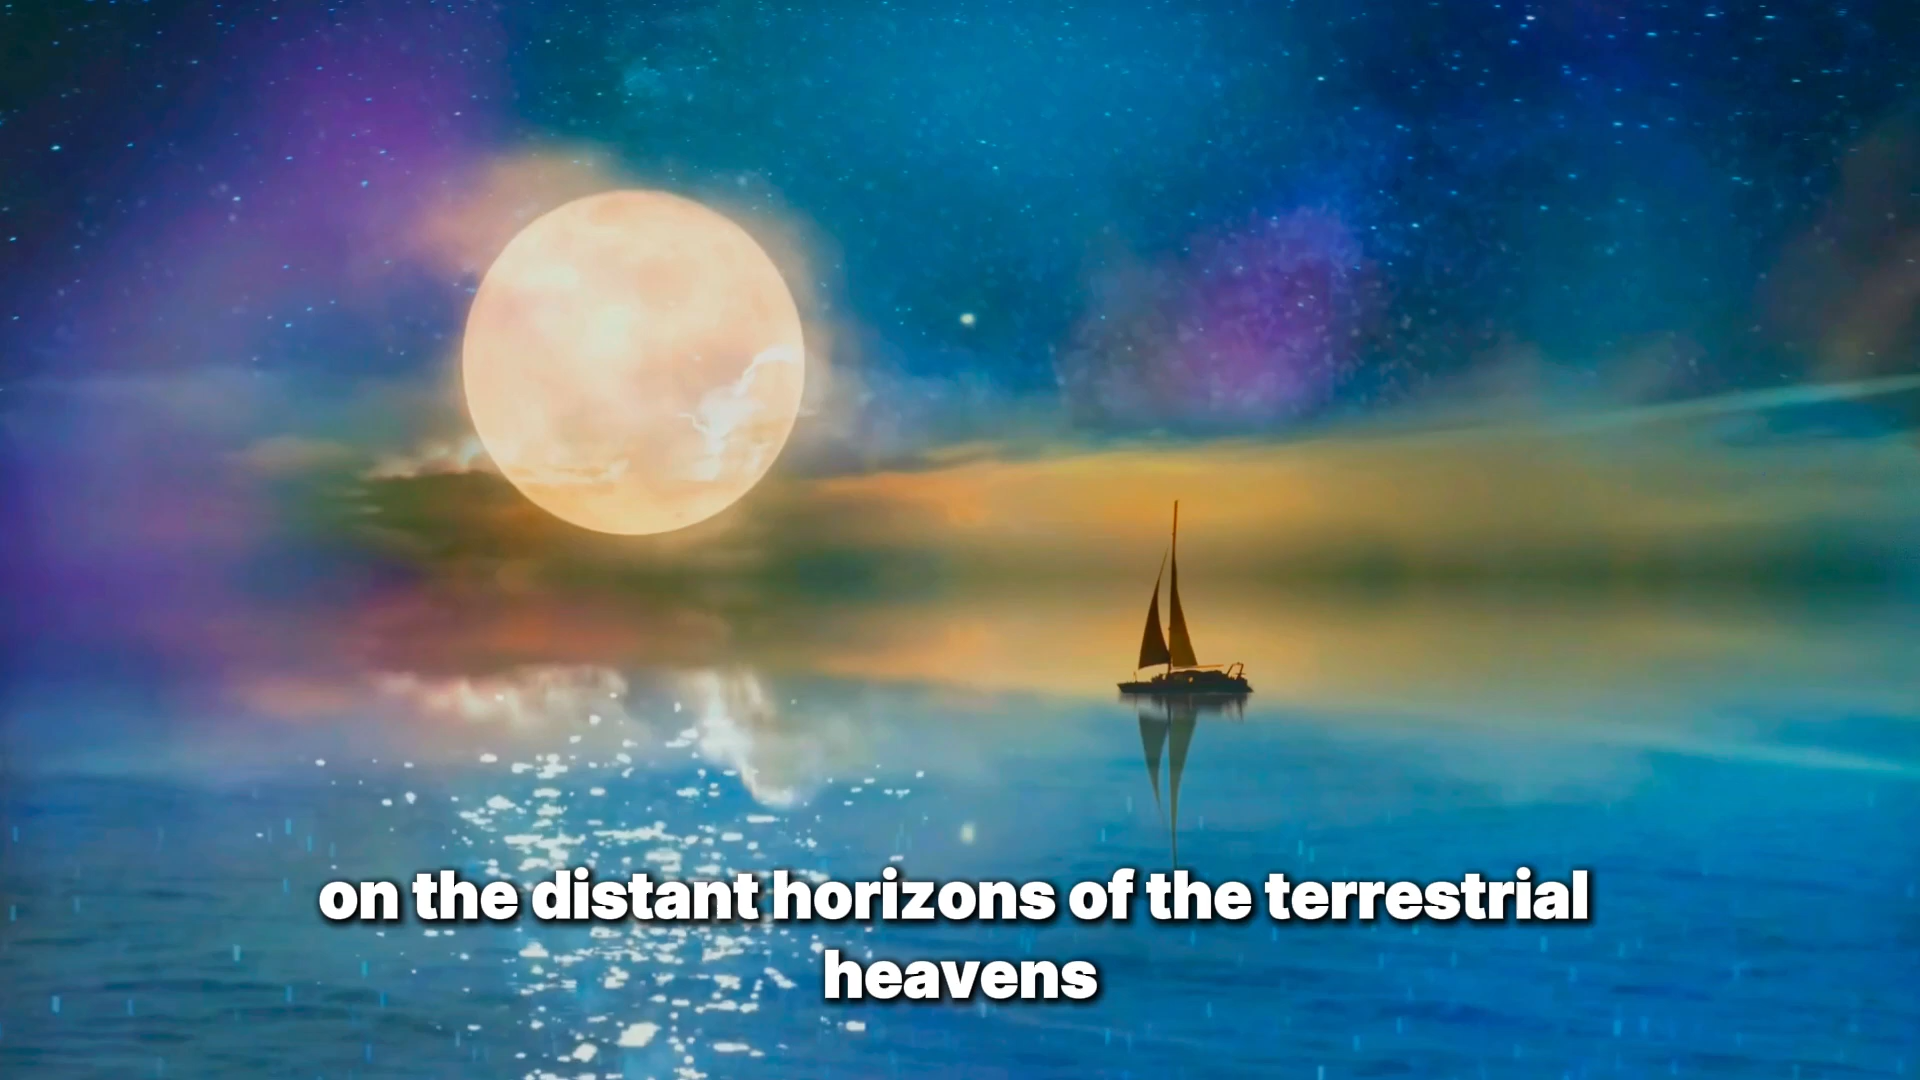 on the distant horizons of the terrestrial
heavens